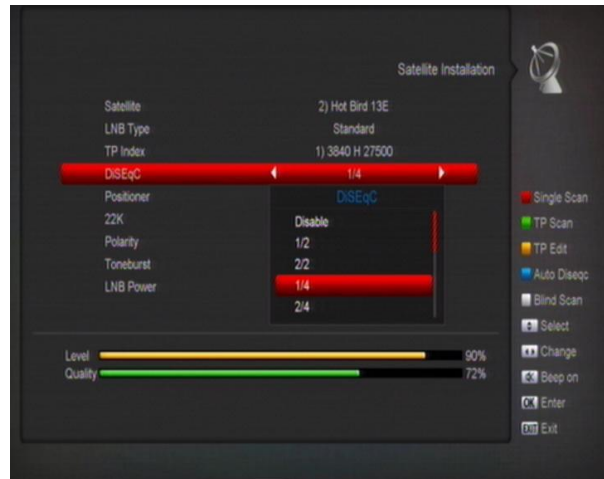 Satellite Installation
Satellite 2) Hot Bird 13E
LNB Type Standard
TP Index 1) 3840 H 27500
DiSEqC 1/4
Positioner DiSEqC
22K Disable
Polarity 1/2
Toneburst 2/2
LNB Power 1/4
2/4
Single Scan
TP Scan
TP Edit
Auto Diseqc
Blind Scan
Select
Change
Beep on
OK Enter
EXIT Exit
Level 90%
Quality 72%